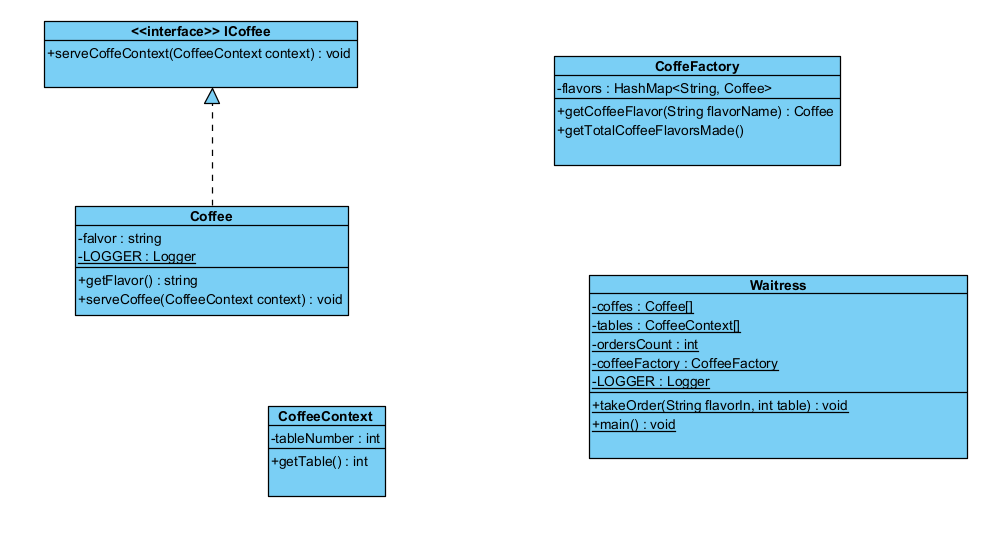 <<interface>> ICoffee
+serveCoffeContext(CoffeeContext context) : void
CoffeFactory
-flavors : HashMap<String, Coffee>
+getCoffeeFlavor(String flavorName) : Coffee
+getTotalCoffeeFlavorsMade()
Coffee
-falvor : string
-LOGGER : Logger
+getFlavor() : string
+serveCoffee(CoffeeContext context) : void
Waitress
-coffes : Coffee[]
-tables : CoffeeContext[]
-ordersCount : int
-coffeeFactory : CoffeeFactory
-LOGGER : Logger
+takeOrder(String flavorIn, int table) : void
+main() : void
CoffeeContext
-tableNumber : int
+getTable() : int